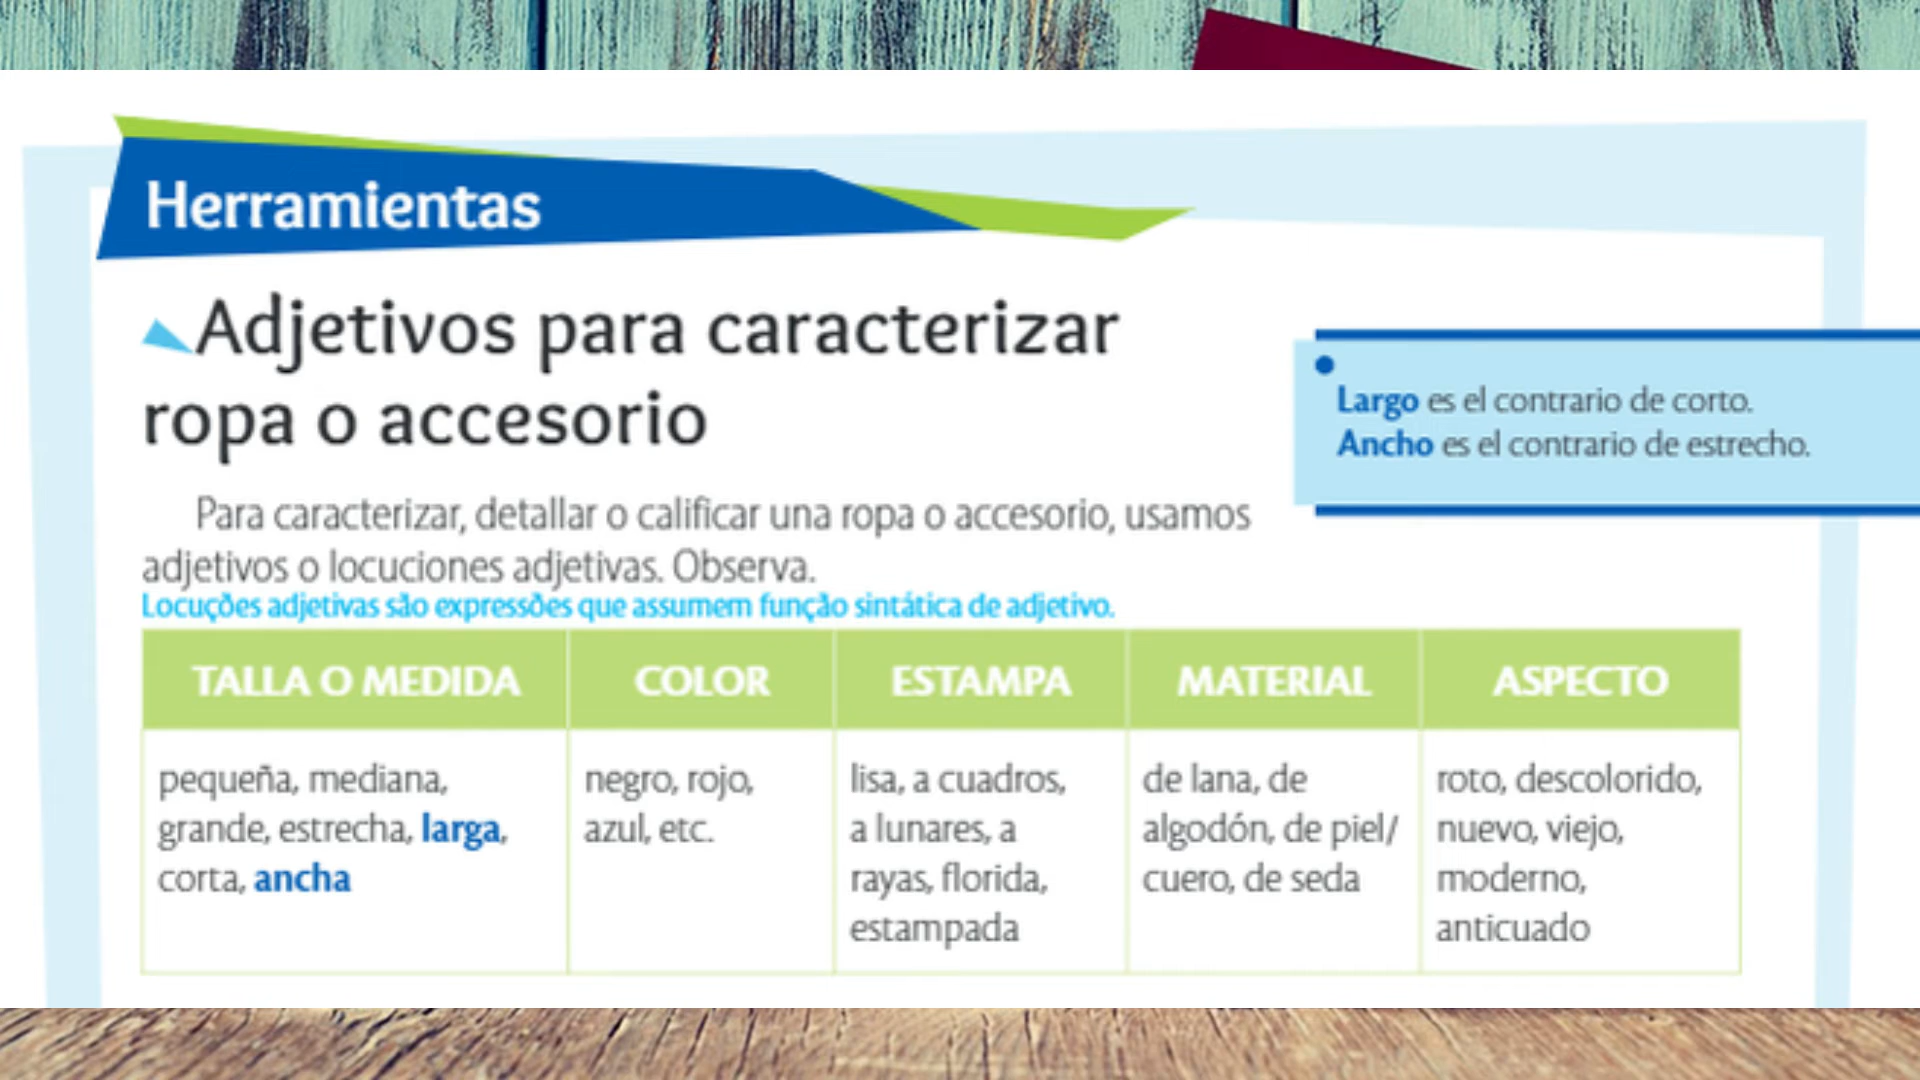 Herramientas
Adjetivos para caracterizar
ropa o accesorio
Largo es el contrario de corto.
Ancho es el contrario de estrecho.
Para caracterizar, detallar o calificar una ropa o accesorio, usamos
adjetivos o locuciones adjetivas. Observa.
Locuções adjetivas são expressões que assumem função sintática de adjetivo.
TALLA O MEDIDA COLOR ESTAMPA MATERIAL ASPECTO
pequeña, mediana,
grande, estrecha, larga,
corta, ancha
negro, rojo,
azul, etc.
lisa, a cuadros,
a lunares, a
rayas, florida,
estampada
de lana, de
algodón, de piel/
cuero, de seda
roto, descolorido,
nuevo, viejo,
moderno,
anticuado